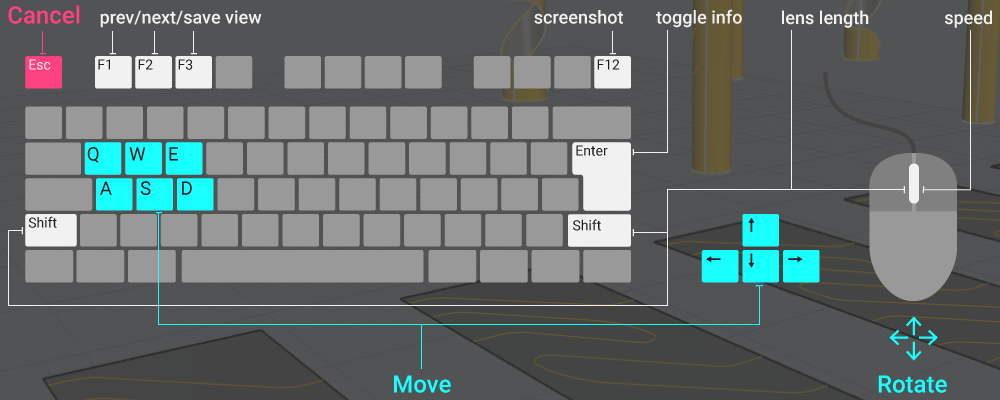 Cancel prev/next/save view screenshot toggle info lens length speed
Esc F1 F2 F3 F12
Q W E Enter
A S D
Shift Shift
↑
← ↓ →
Move Rotate